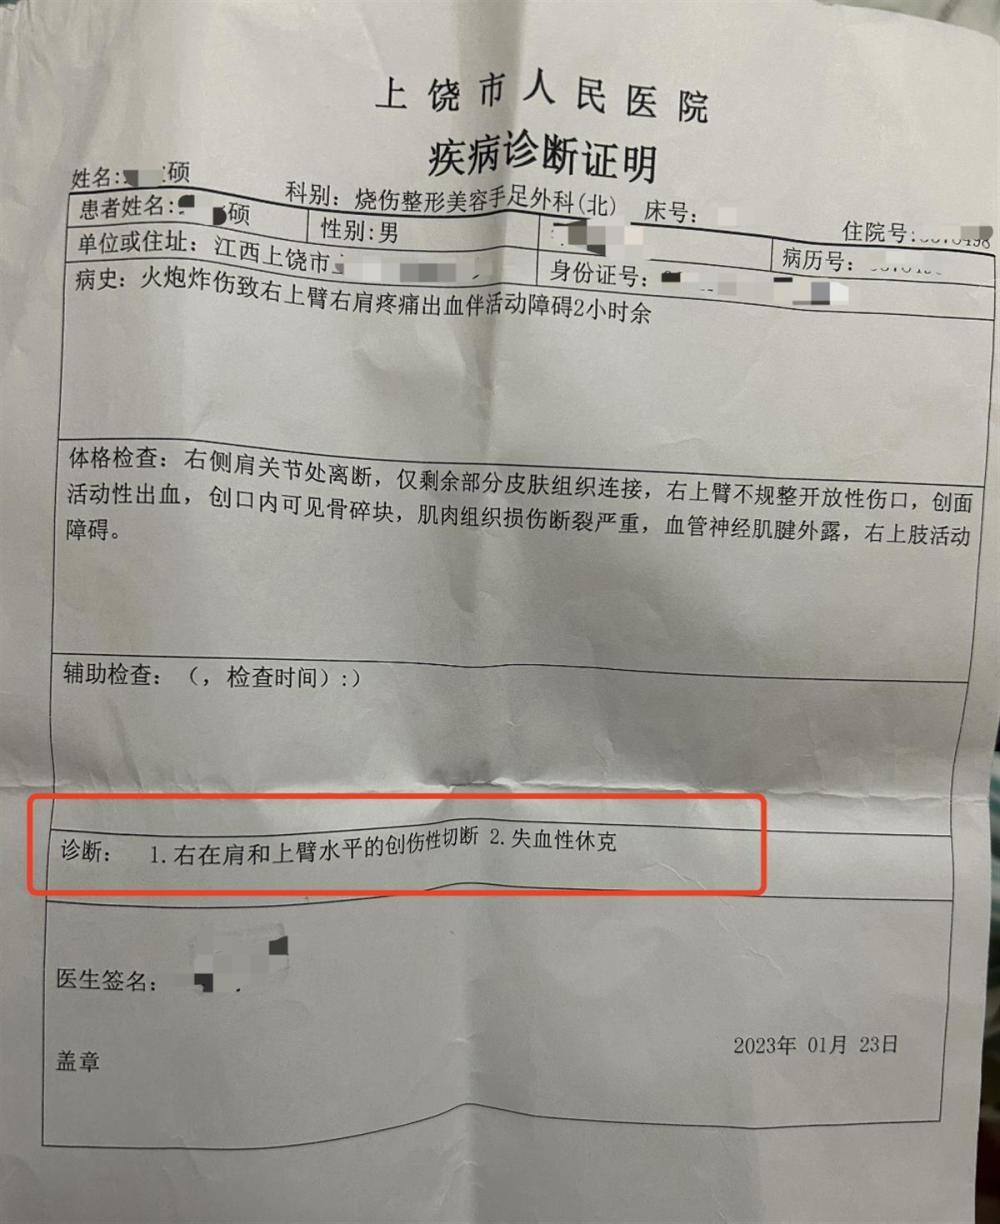 上饶市人民医院
疾病诊断证明
姓名: 硕
科别: 烧伤整形美容手足外科(北) 床号: 住院号:
患者姓名: 硕 性别:男
单位或住址: 江西上饶市 身份证号: 病历号:
病史: 火炮炸伤致右上臂右肩疼痛出血伴活动障碍2小时余
体格检查: 右侧肩关节处离断, 仅剩余部分皮肤组织连接, 右上臂不规整开放性伤口, 创面
活动性出血, 创口内可见骨碎块, 肌肉组织损伤断裂严重, 血管神经肌腱外露, 右上肢活动
障碍。
辅助检查: (, 检查时间):)
诊断: 1.右在肩和上臂水平的创伤性切断 2.失血性休克
医生签名:
2023年 01月 23日
盖章